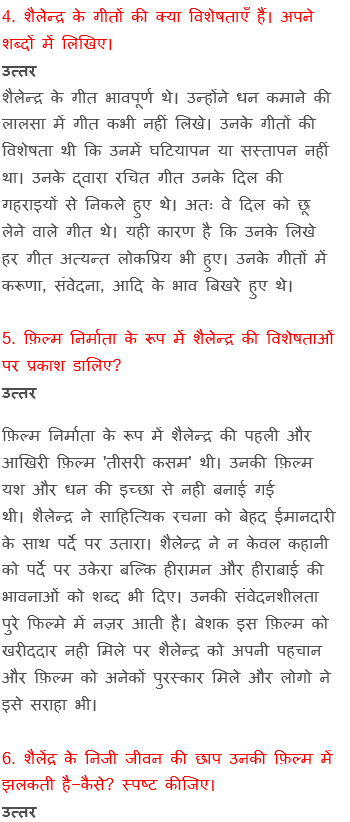 4. शैलेन्द्र के गीतों की क्या विशेषताएँ हैं। अपने
शब्दों में लिखिए।
उत्तर
शैलेन्द्र के गीत भावपूर्ण थे। उन्होंने धन कमाने की
लालसा में गीत कभी नहीं लिखे। उनके गीतों की
विशेषता थी कि उनमें घटियापन या सस्तापन नहीं
था। उनके द्वारा रचित गीत उनके दिल की
गहराइयों से निकले हुए थे। अतः वे दिल को छू
लेने वाले गीत थे। यही कारण है कि उनके लिखे
हर गीत अत्यन्त लोकप्रिय भी हुए। उनके गीतों में
करूणा, संवेदना, आदि के भाव बिखरे हुए थे।
5. फ़िल्म निर्माता के रूप में शैलेन्द्र की विशेषताओं
पर प्रकाश डालिए?
उत्तर
फ़िल्म निर्माता के रूप में शैलेन्द्र की पहली और
आखिरी फ़िल्म 'तीसरी कसम' थी। उनकी फ़िल्म
यश और धन की इच्छा से नही बनाई गई
थी। शैलेन्द्र ने साहित्यिक रचना को बेहद ईमानदारी
के साथ पर्दे पर उतारा। शैलेन्द्र ने न केवल कहानी
को पर्दे पर उकेरा बल्कि हीरामन और हीराबाई की
भावनाओं को शब्द भी दिए। उनकी संवेदनशीलता
पुरे फिल्मे में नज़र आती है। बेशक इस फ़िल्म को
खरीददार नही मिले पर शैलेन्द्र को अपनी पहचान
और फ़िल्म को अनेकों पुरस्कार मिले और लोगो ने
इसे सराहा भी।
6. शैलेंद्र के निजी जीवन की छाप उनकी फ़िल्म में
झलकती है−कैसे? स्पष्ट कीजिए।
उत्तर